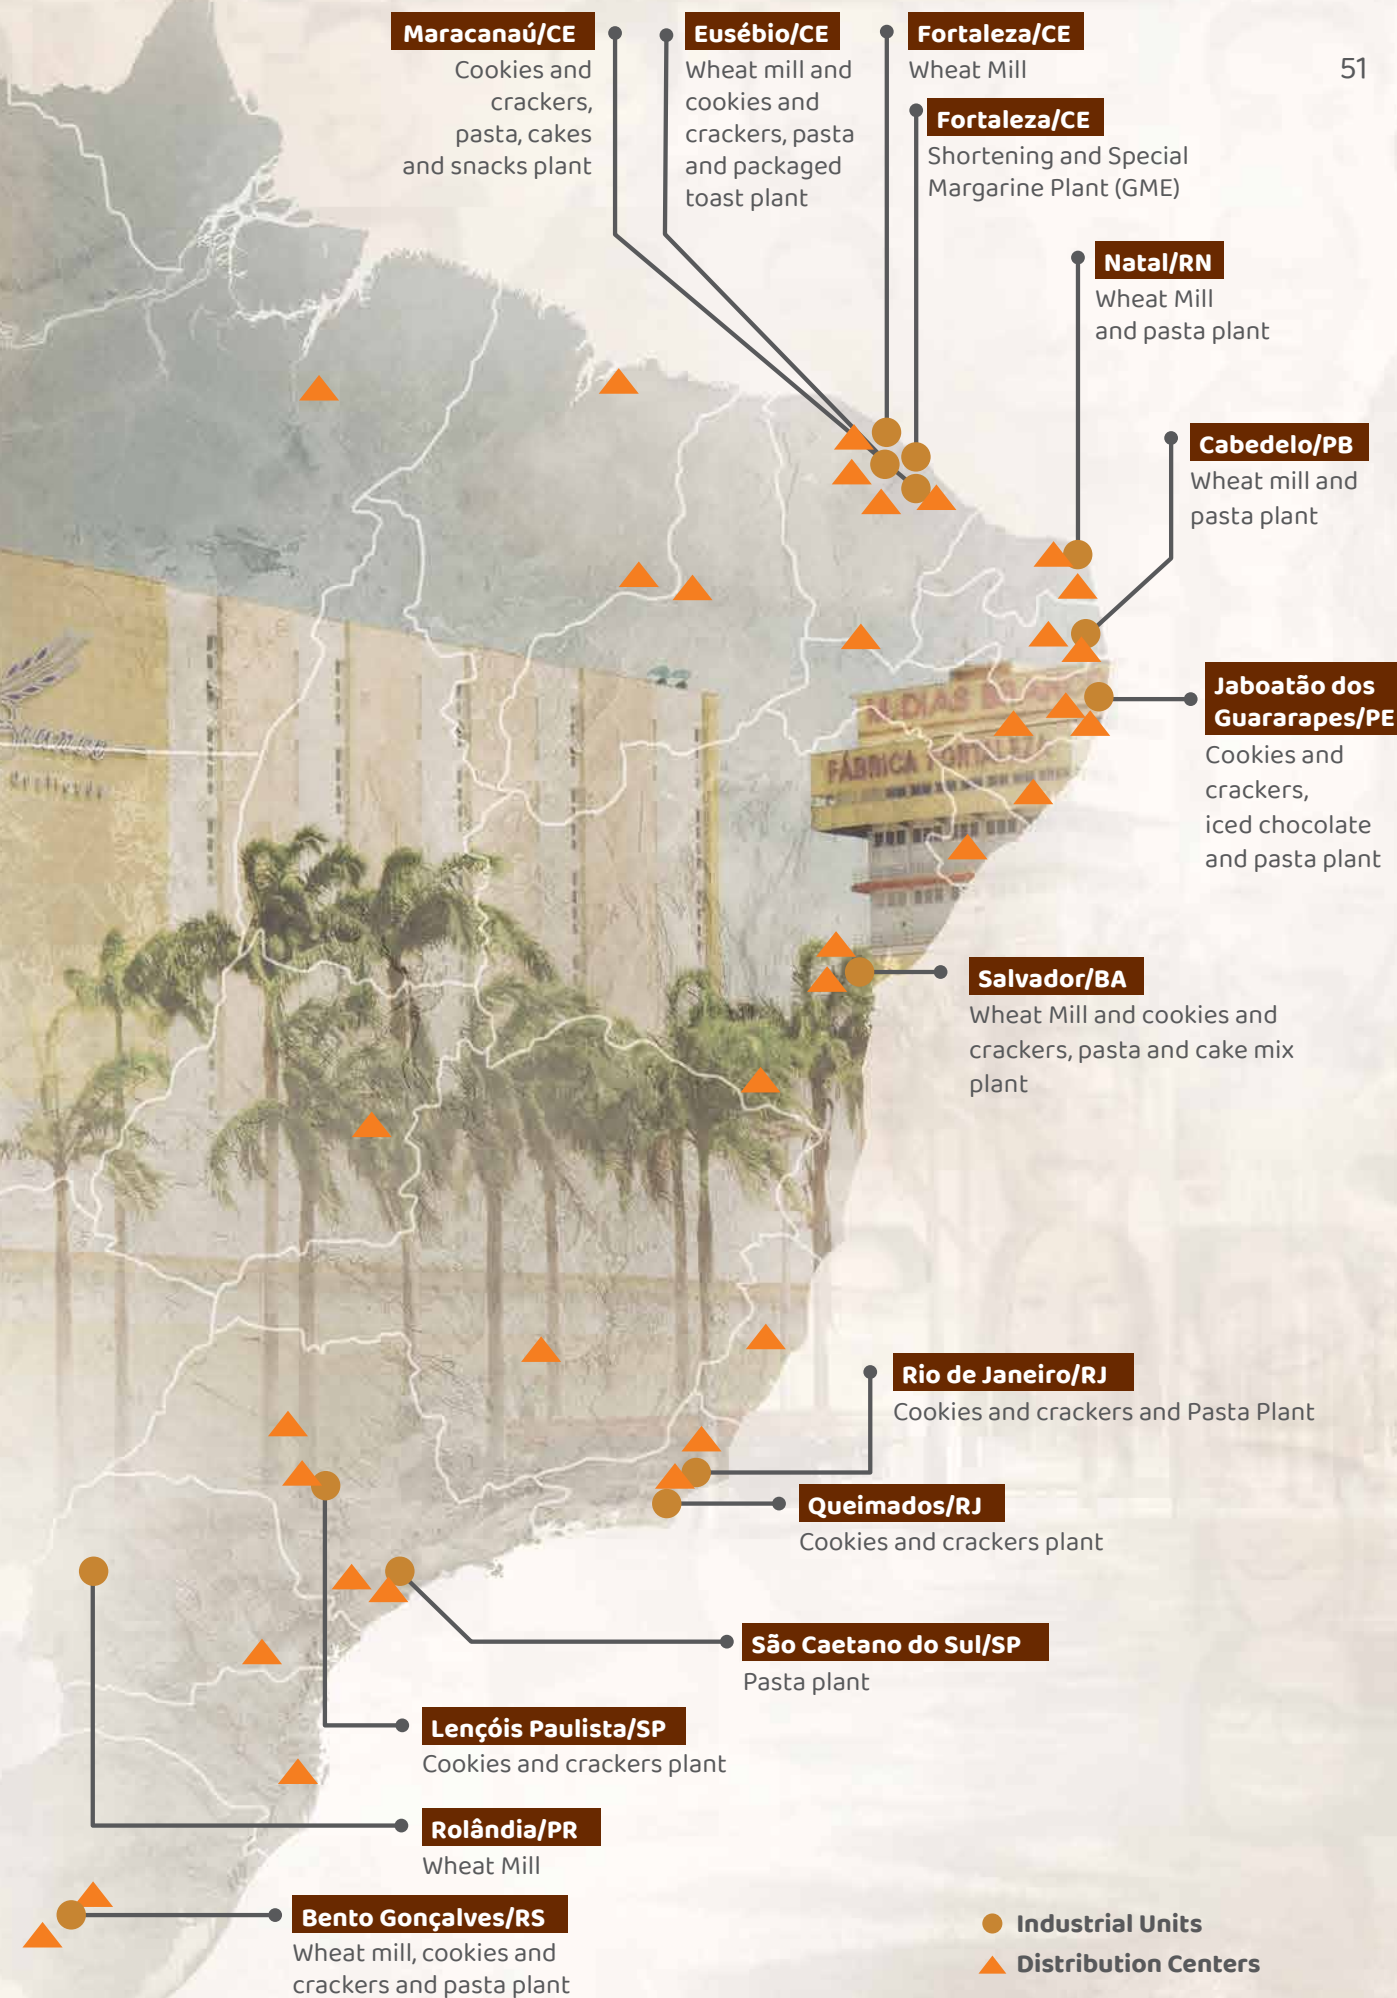 51
Maracanaú/CE
Cookies and
crackers,
pasta, cakes
and snacks plant
Eusébio/CE
Wheat mill and
cookies and
crackers, pasta
and packaged
toast plant
Fortaleza/CE
Wheat Mill
Fortaleza/CE
Shortening and Special
Margarine Plant (GME)
Natal/RN
Wheat Mill
and pasta plant
Cabedelo/PB
Wheat mill and
pasta plant
Jaboatão dos
Guararapes/PE
Cookies and
crackers,
iced chocolate
and pasta plant
M. DIAS
FÁBRICA FORTALEZA
Salvador/BA
Wheat Mill and cookies and
crackers, pasta and cake mix
plant
Rio de Janeiro/RJ
Cookies and crackers and Pasta Plant
Queimados/RJ
Cookies and crackers plant
São Caetano do Sul/SP
Pasta plant
Lençóis Paulista/SP
Cookies and crackers plant
Rolândia/PR
Wheat Mill
Bento Gonçalves/RS
Wheat mill, cookies and
crackers and pasta plant
Industrial Units
Distribution Centers